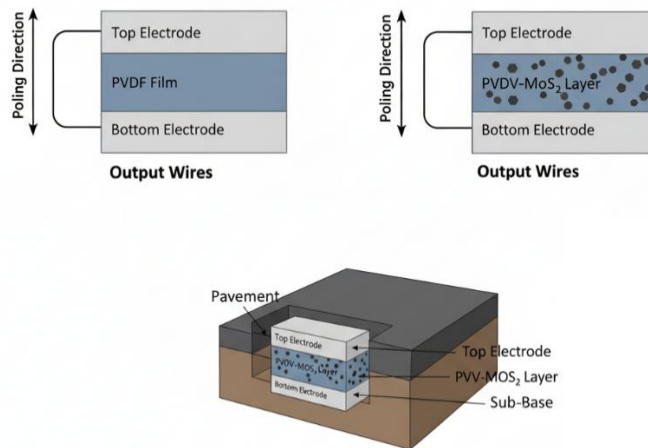 Poling Direction
Top Electrode
PVDF Film
Bottom Electrode
Output Wires
Poling Direction
Top Electrode
PVDV-MoS₂ Layer
Bottom Electrode
Output Wires
Pavement
Top Electrode
PVDV-MOS₂ Layer
Bottom Electrode
Top Electrode
PVV-MOS₂ Layer
Sub-Base